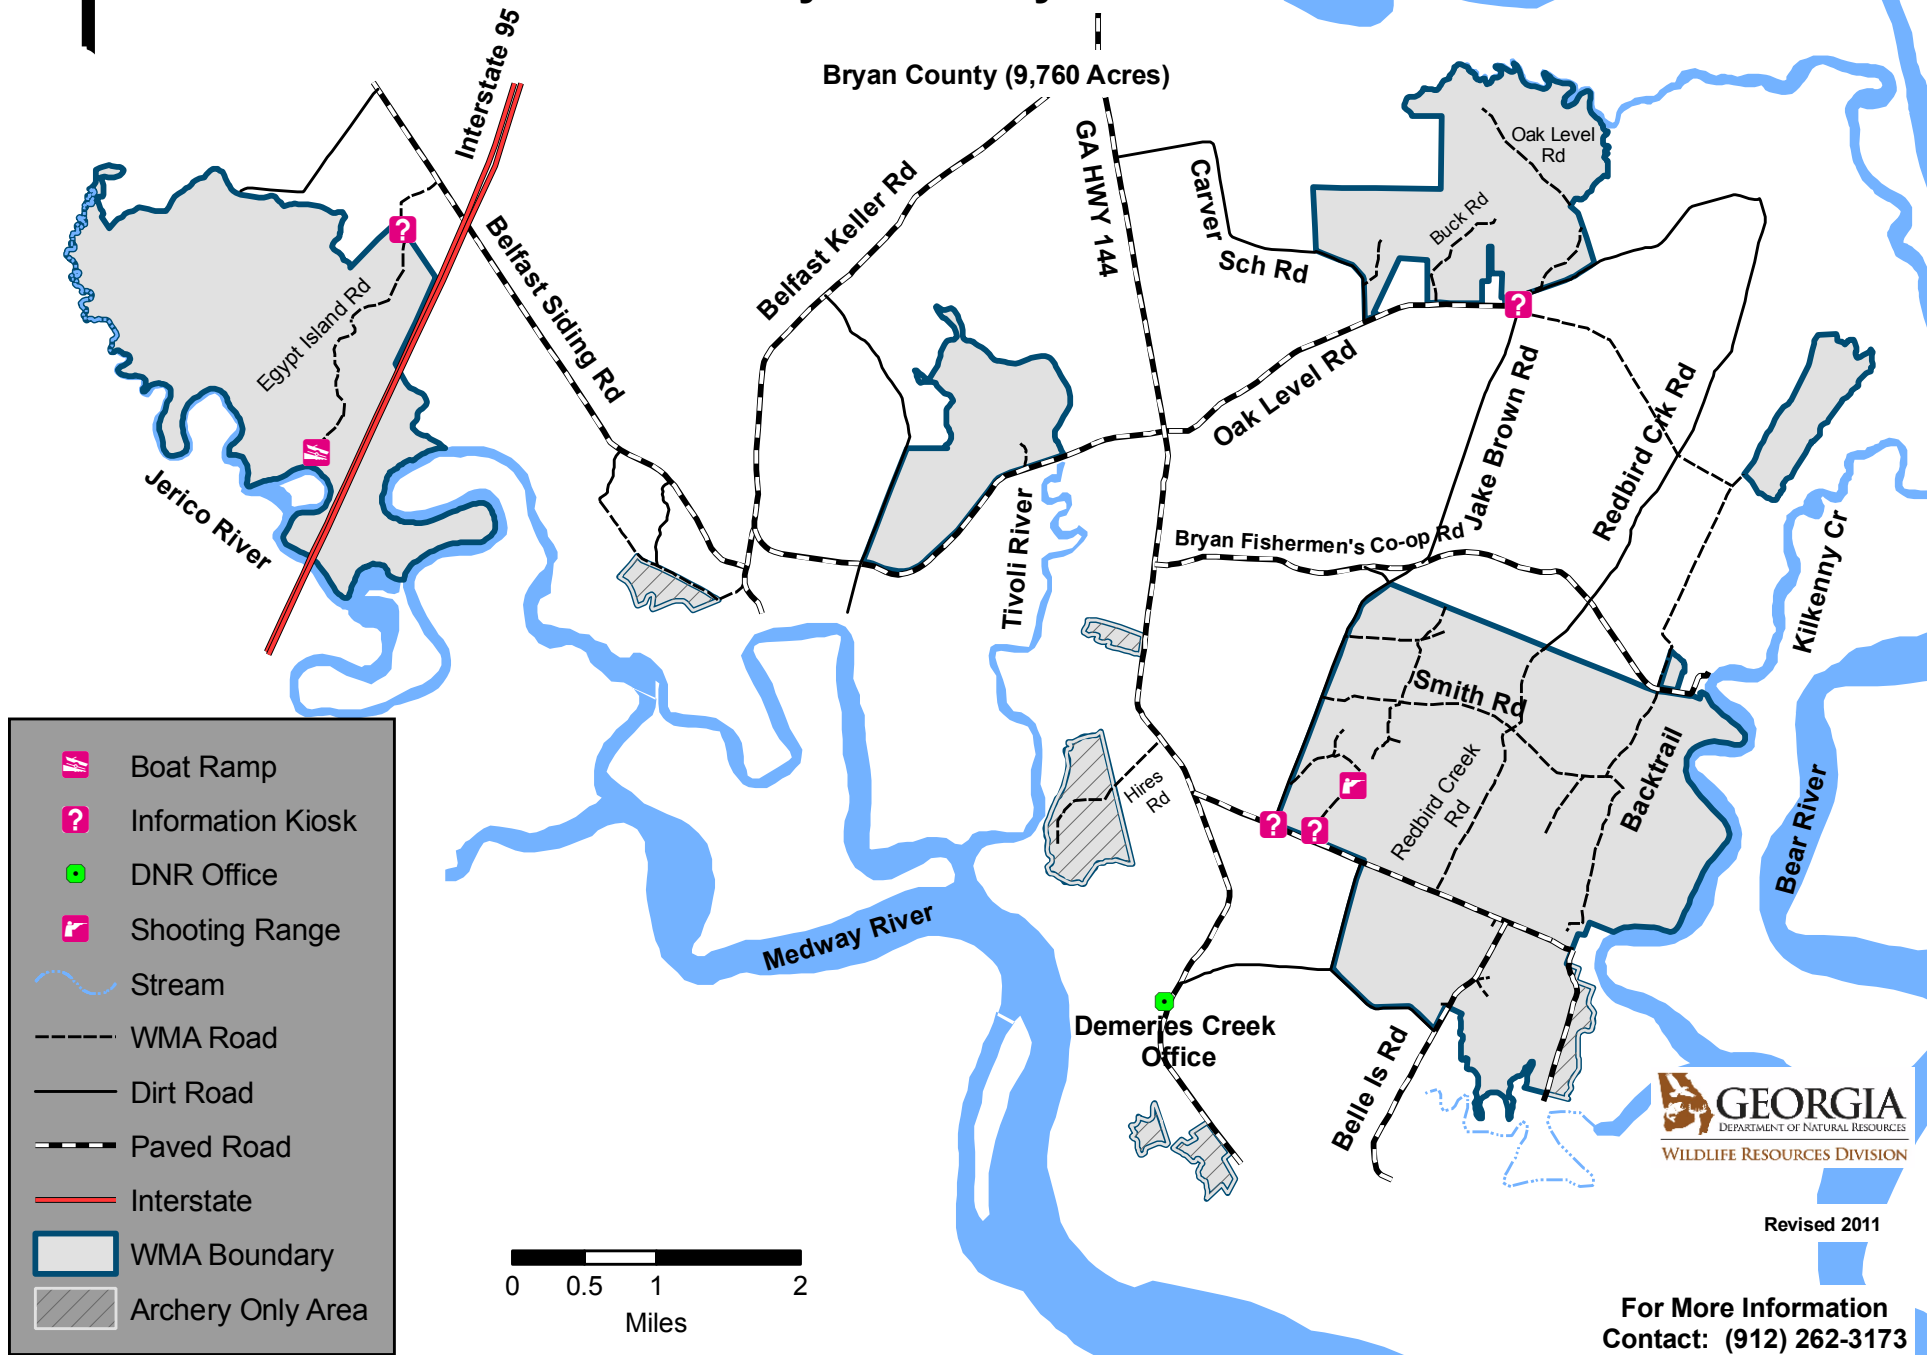 Bryan County (9,760 Acres)
Interstate 95
Belfast Siding Rd
Belfast Keller Rd
GA HWY 144
Carver
Sch Rd
Oak Level
Rd
Buck Rd
Egypt Island Rd
Jerico River
Oak Level Rd
Jake Brown Rd
Redbird Crk Rd
Bryan Fishermen's Co-op Rd
Tivoli River
Kilkenny Cr
Smith Rd
Backtrail
Redbird Creek
Rd
Hires
Rd
Bear River
Medway River
Demeries Creek
Office
Belle Is Rd
Boat Ramp
? Information Kiosk
DNR Office
Shooting Range
Stream
WMA Road
Dirt Road
Paved Road
Interstate
WMA Boundary
Archery Only Area
0 0.5 1 2
Miles
GEORGIA
DEPARTMENT OF NATURAL RESOURCES
WILDLIFE RESOURCES DIVISION
Revised 2011
For More Information
Contact: (912) 262-3173
?
?
?
?